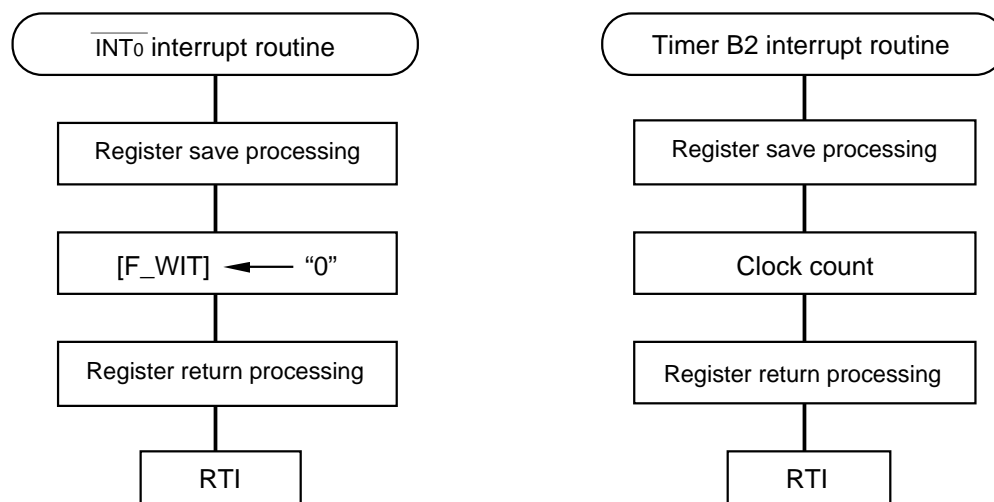 INT0 interrupt routine
Register save processing
[F_WIT] ← “0”
Register return processing
RTI
Timer B2 interrupt routine
Register save processing
Clock count
Register return processing
RTI